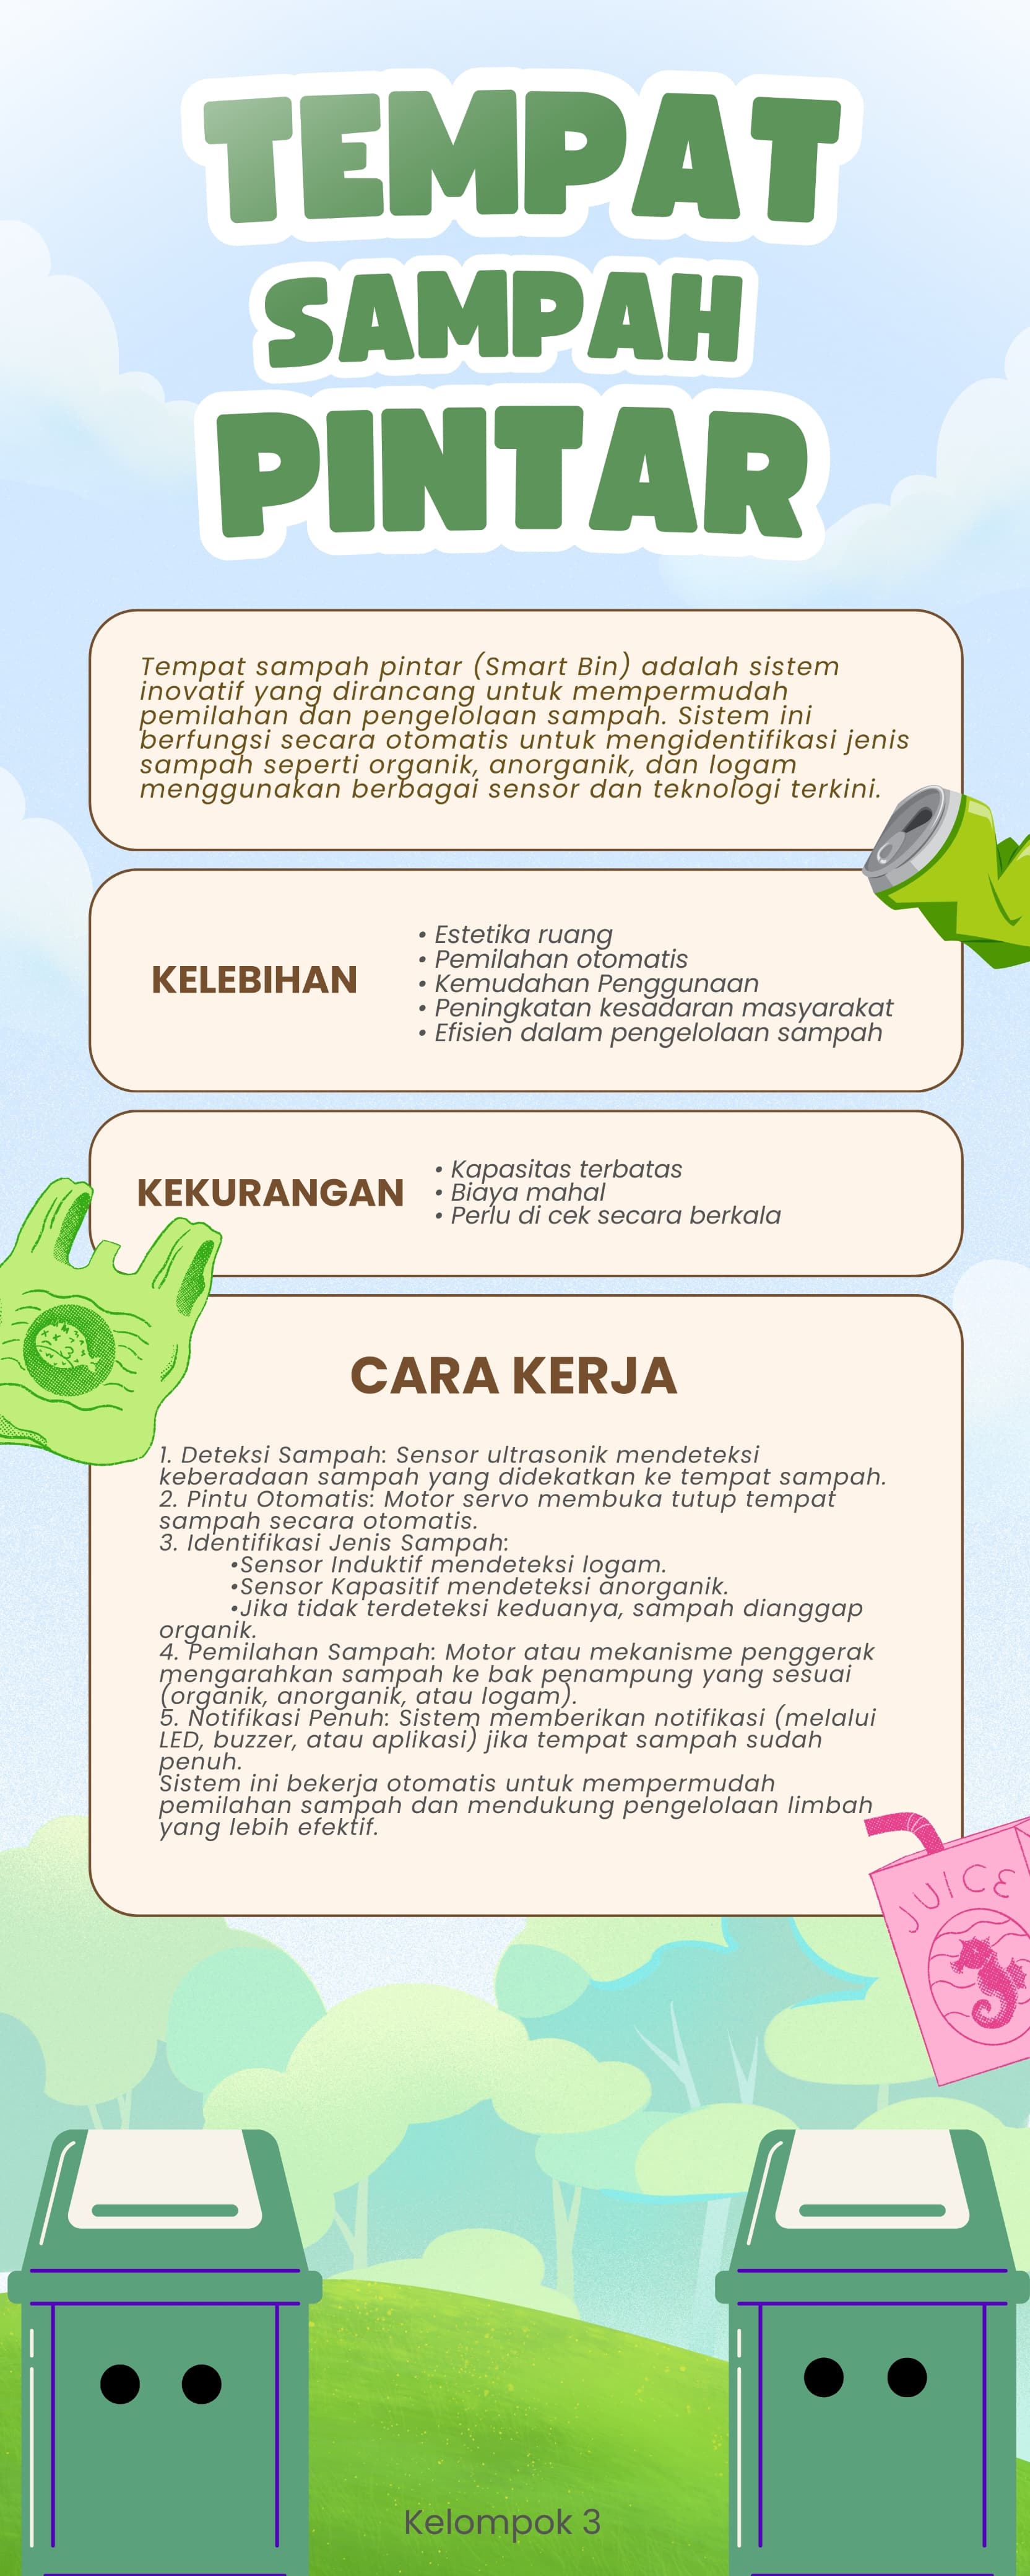 TEMPAT
SAMPAH
PINTAR
Tempat sampah pintar (Smart Bin) adalah sistem
inovatif yang dirancang untuk mempermudah
pemilahan dan pengelolaan sampah. Sistem ini
berfungsi secara otomatis untuk mengidentifikasi jenis
sampah seperti organik, anorganik, dan logam
menggunakan berbagai sensor dan teknologi terkini.
KELEBIHAN
• Estetika ruang
• Pemilahan otomatis
• Kemudahan Penggunaan
• Peningkatan kesadaran masyarakat
• Efisien dalam pengelolaan sampah
KEKURANGAN
• Kapasitas terbatas
• Biaya mahal
• Perlu di cek secara berkala
CARA KERJA
1. Deteksi Sampah: Sensor ultrasonik mendeteksi
keberadaan sampah yang didekatkan ke tempat sampah.
2. Pintu Otomatis: Motor servo membuka tutup tempat
sampah secara otomatis.
3. Identifikasi Jenis Sampah:
•Sensor Induktif mendeteksi logam.
•Sensor Kapasitif mendeteksi anorganik.
•Jika tidak terdeteksi keduanya, sampah dianggap
organik.
4. Pemilahan Sampah: Motor atau mekanisme penggerak
mengarahkan sampah ke bak penampung yang sesuai
(organik, anorganik, atau logam).
5. Notifikasi Penuh: Sistem memberikan notifikasi (melalui
LED, buzzer, atau aplikasi) jika tempat sampah sudah
penuh.
Sistem ini bekerja otomatis untuk mempermudah
pemilahan sampah dan mendukung pengelolaan limbah
yang lebih efektif.
JUICE
Kelompok 3